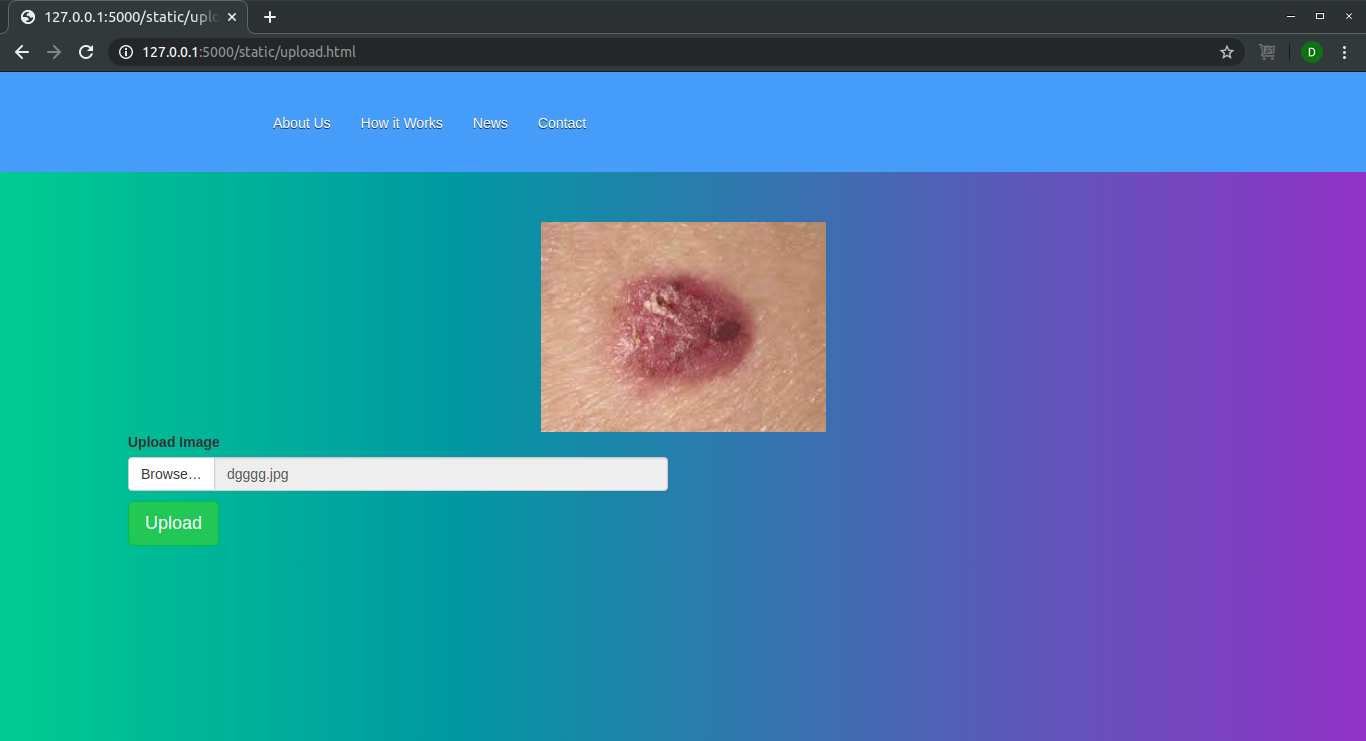 127.0.0.1:5000/static/uplo
127.0.0.1:5000/static/upload.html
D
About Us How it Works News Contact
Upload Image
Browse… dgggg.jpg
Upload